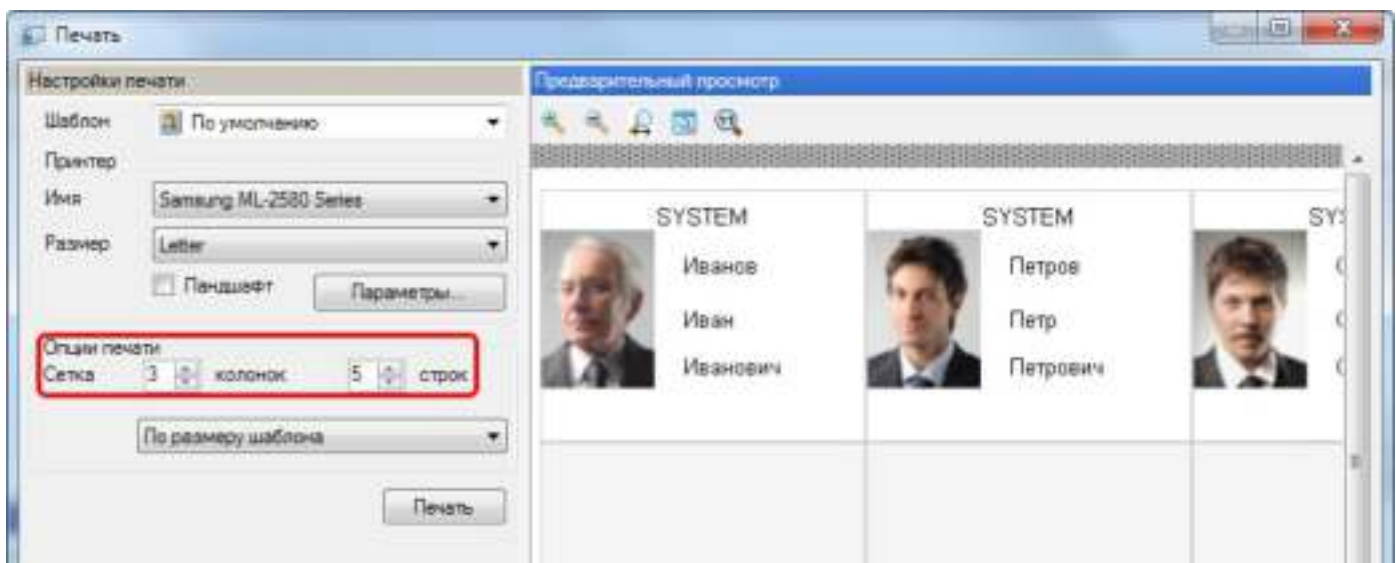 Печать
Настройки печати
Шаблон По умолчанию
Принтер
Имя Samsung ML-2580 Series
Размер Letter
Ландшафт Параметры...
Опции печати
Сетка 3 колонок 5 строк
По размеру шаблона
Печать
Предварительный просмотр
SYSTEM
Иванов
Иван
Иванович
SYSTEM
Петров
Петр
Петрович
SYS
С
С
С